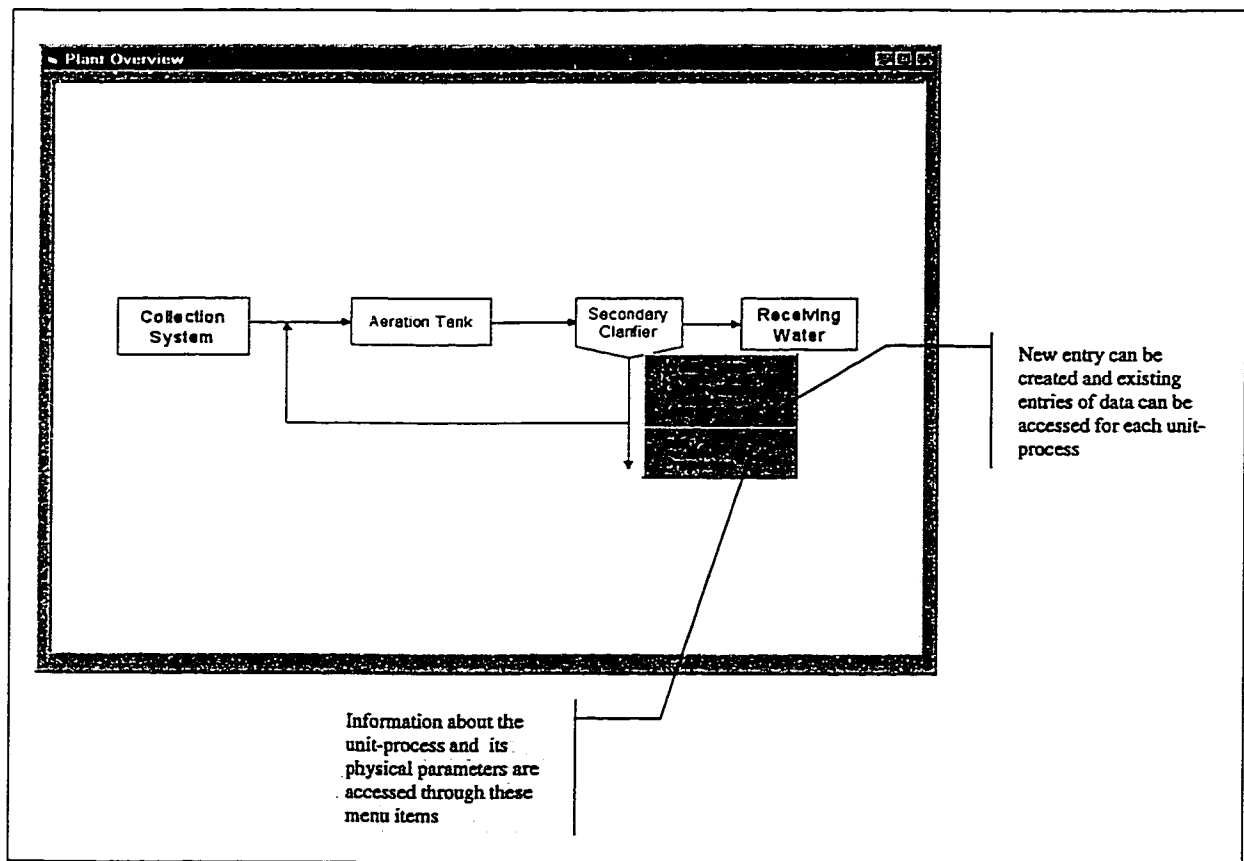 Plant Overview
Collection
System
Aeration Tank
Secondary
Clarifier
Receiving
Water
New entry can be
created and existing
entries of data can be
accessed for each unit-
process
Information about the
unit-process and its
physical parameters are
accessed through these
menu items